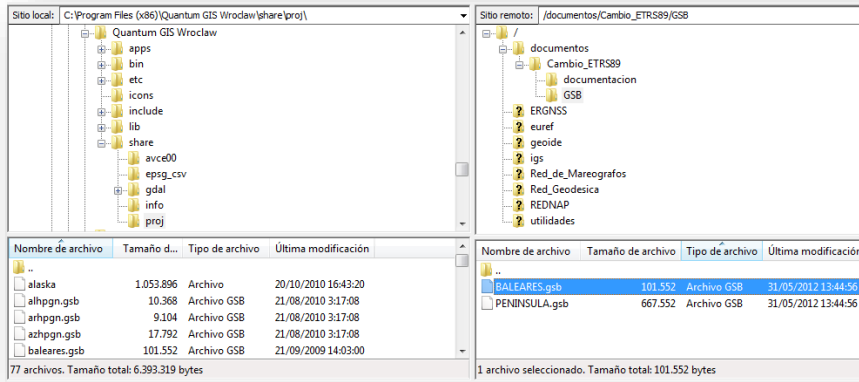 Sitio local: C:\Program Files (x86)\Quantum GIS Wroclaw\share\proj\
Quantum GIS Wroclaw
apps
bin
etc
icons
include
lib
share
avce00
epsg_csv
gdal
info
proj
Nombre de archivo Tamaño d... Tipo de archivo Última modificación
..
alaska 1.053.896 Archivo 20/10/2010 16:43:20
alhpgn.gsb 10.368 Archivo GSB 21/08/2010 3:17:08
arhpgn.gsb 9.104 Archivo GSB 21/08/2010 3:17:08
azhpgn.gsb 17.792 Archivo GSB 21/08/2010 3:17:08
baleares.gsb 101.552 Archivo GSB 21/09/2009 14:03:00
77 archivos. Tamaño total: 6.393.319 bytes
Sitio remoto: /documentos/Cambio_ETRS89/GSB
/
documentos
Cambio_ETRS89
documentacion
GSB
ERGNSS
euref
geoide
igs
Red_de_Mareografos
Red_Geodesica
REDNAP
utilidades
Nombre de archivo Tamaño de archivo Tipo de archivo Última modificación
..
BALEARES.gsb 101.552 Archivo GSB 31/05/2012 13:44:56
PENINSULA.gsb 667.552 Archivo GSB 31/05/2012 13:44:56
1 archivo seleccionado. Tamaño total: 101.552 bytes